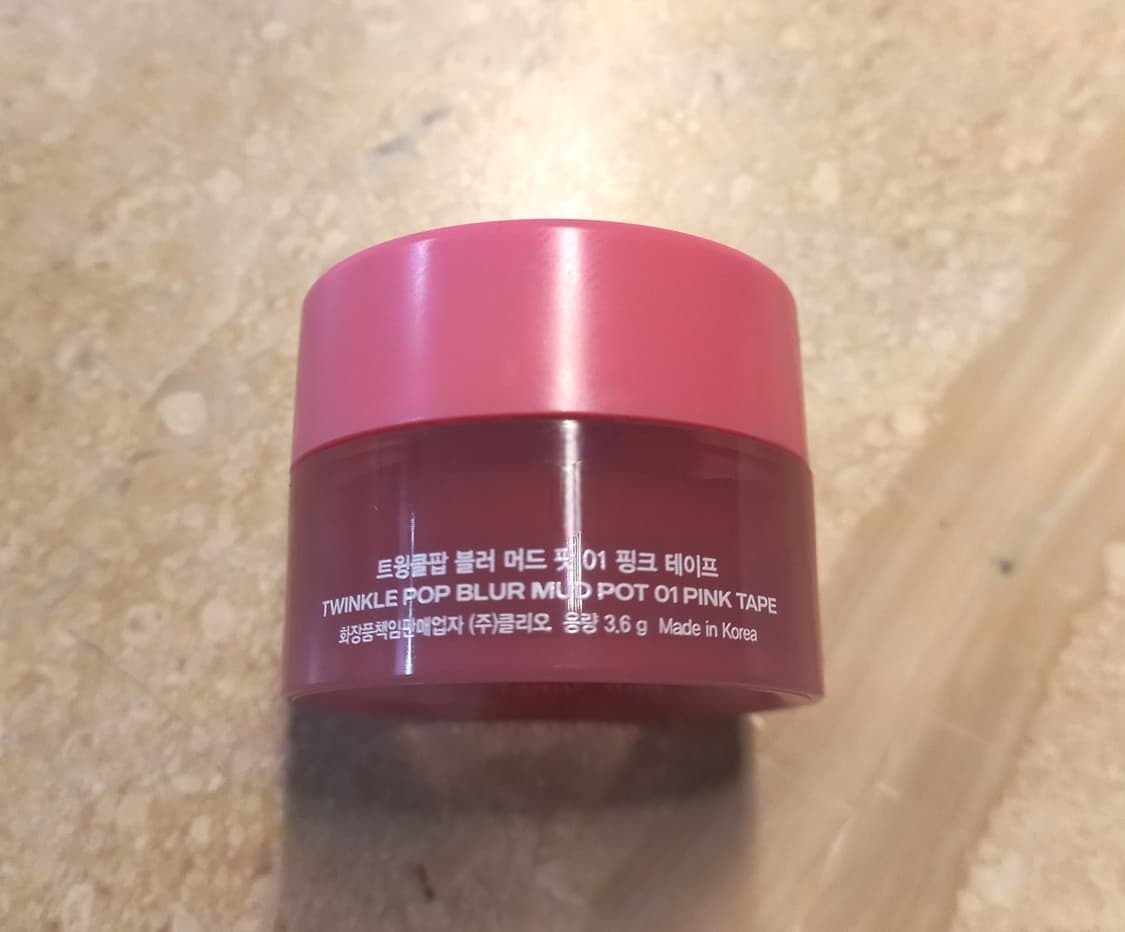 트윙클팝 블러 머드 팟 01 핑크 테이프
TWINKLE POP BLUR MUD POT 01 PINK TAPE
화장품책임판매업자 (주)클리오 용량 3.6 g Made in Korea